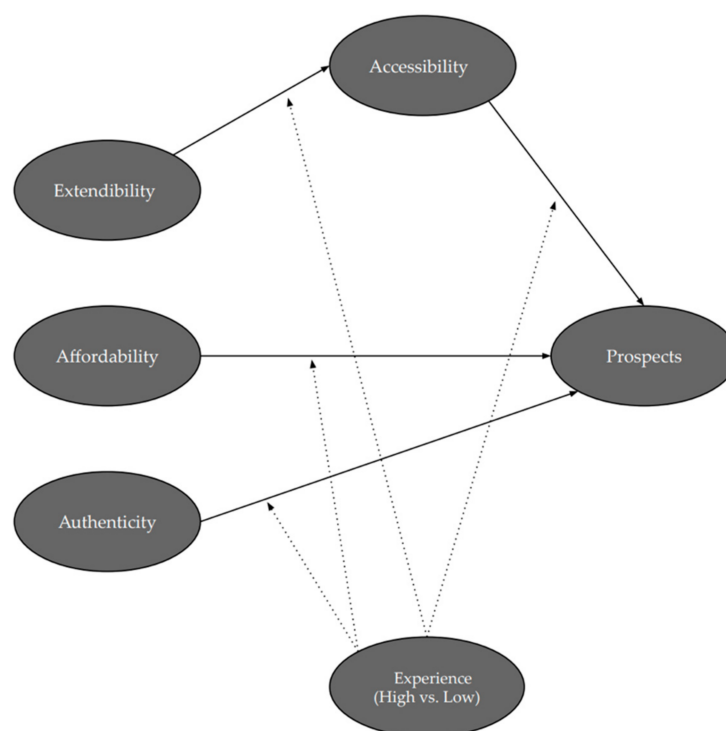 Accessibility
Extendibility
Affordability
Prospects
Authenticity
Experience
(High vs. Low)